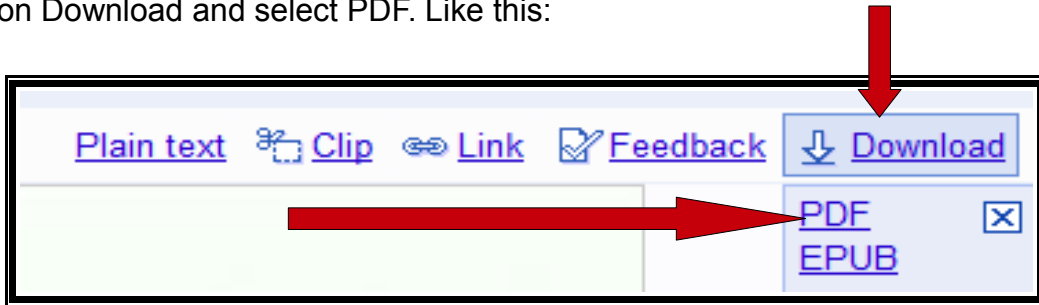 on Download and select PDF. Like this:
Plain text Clip Link Feedback Download
PDF
EPUB